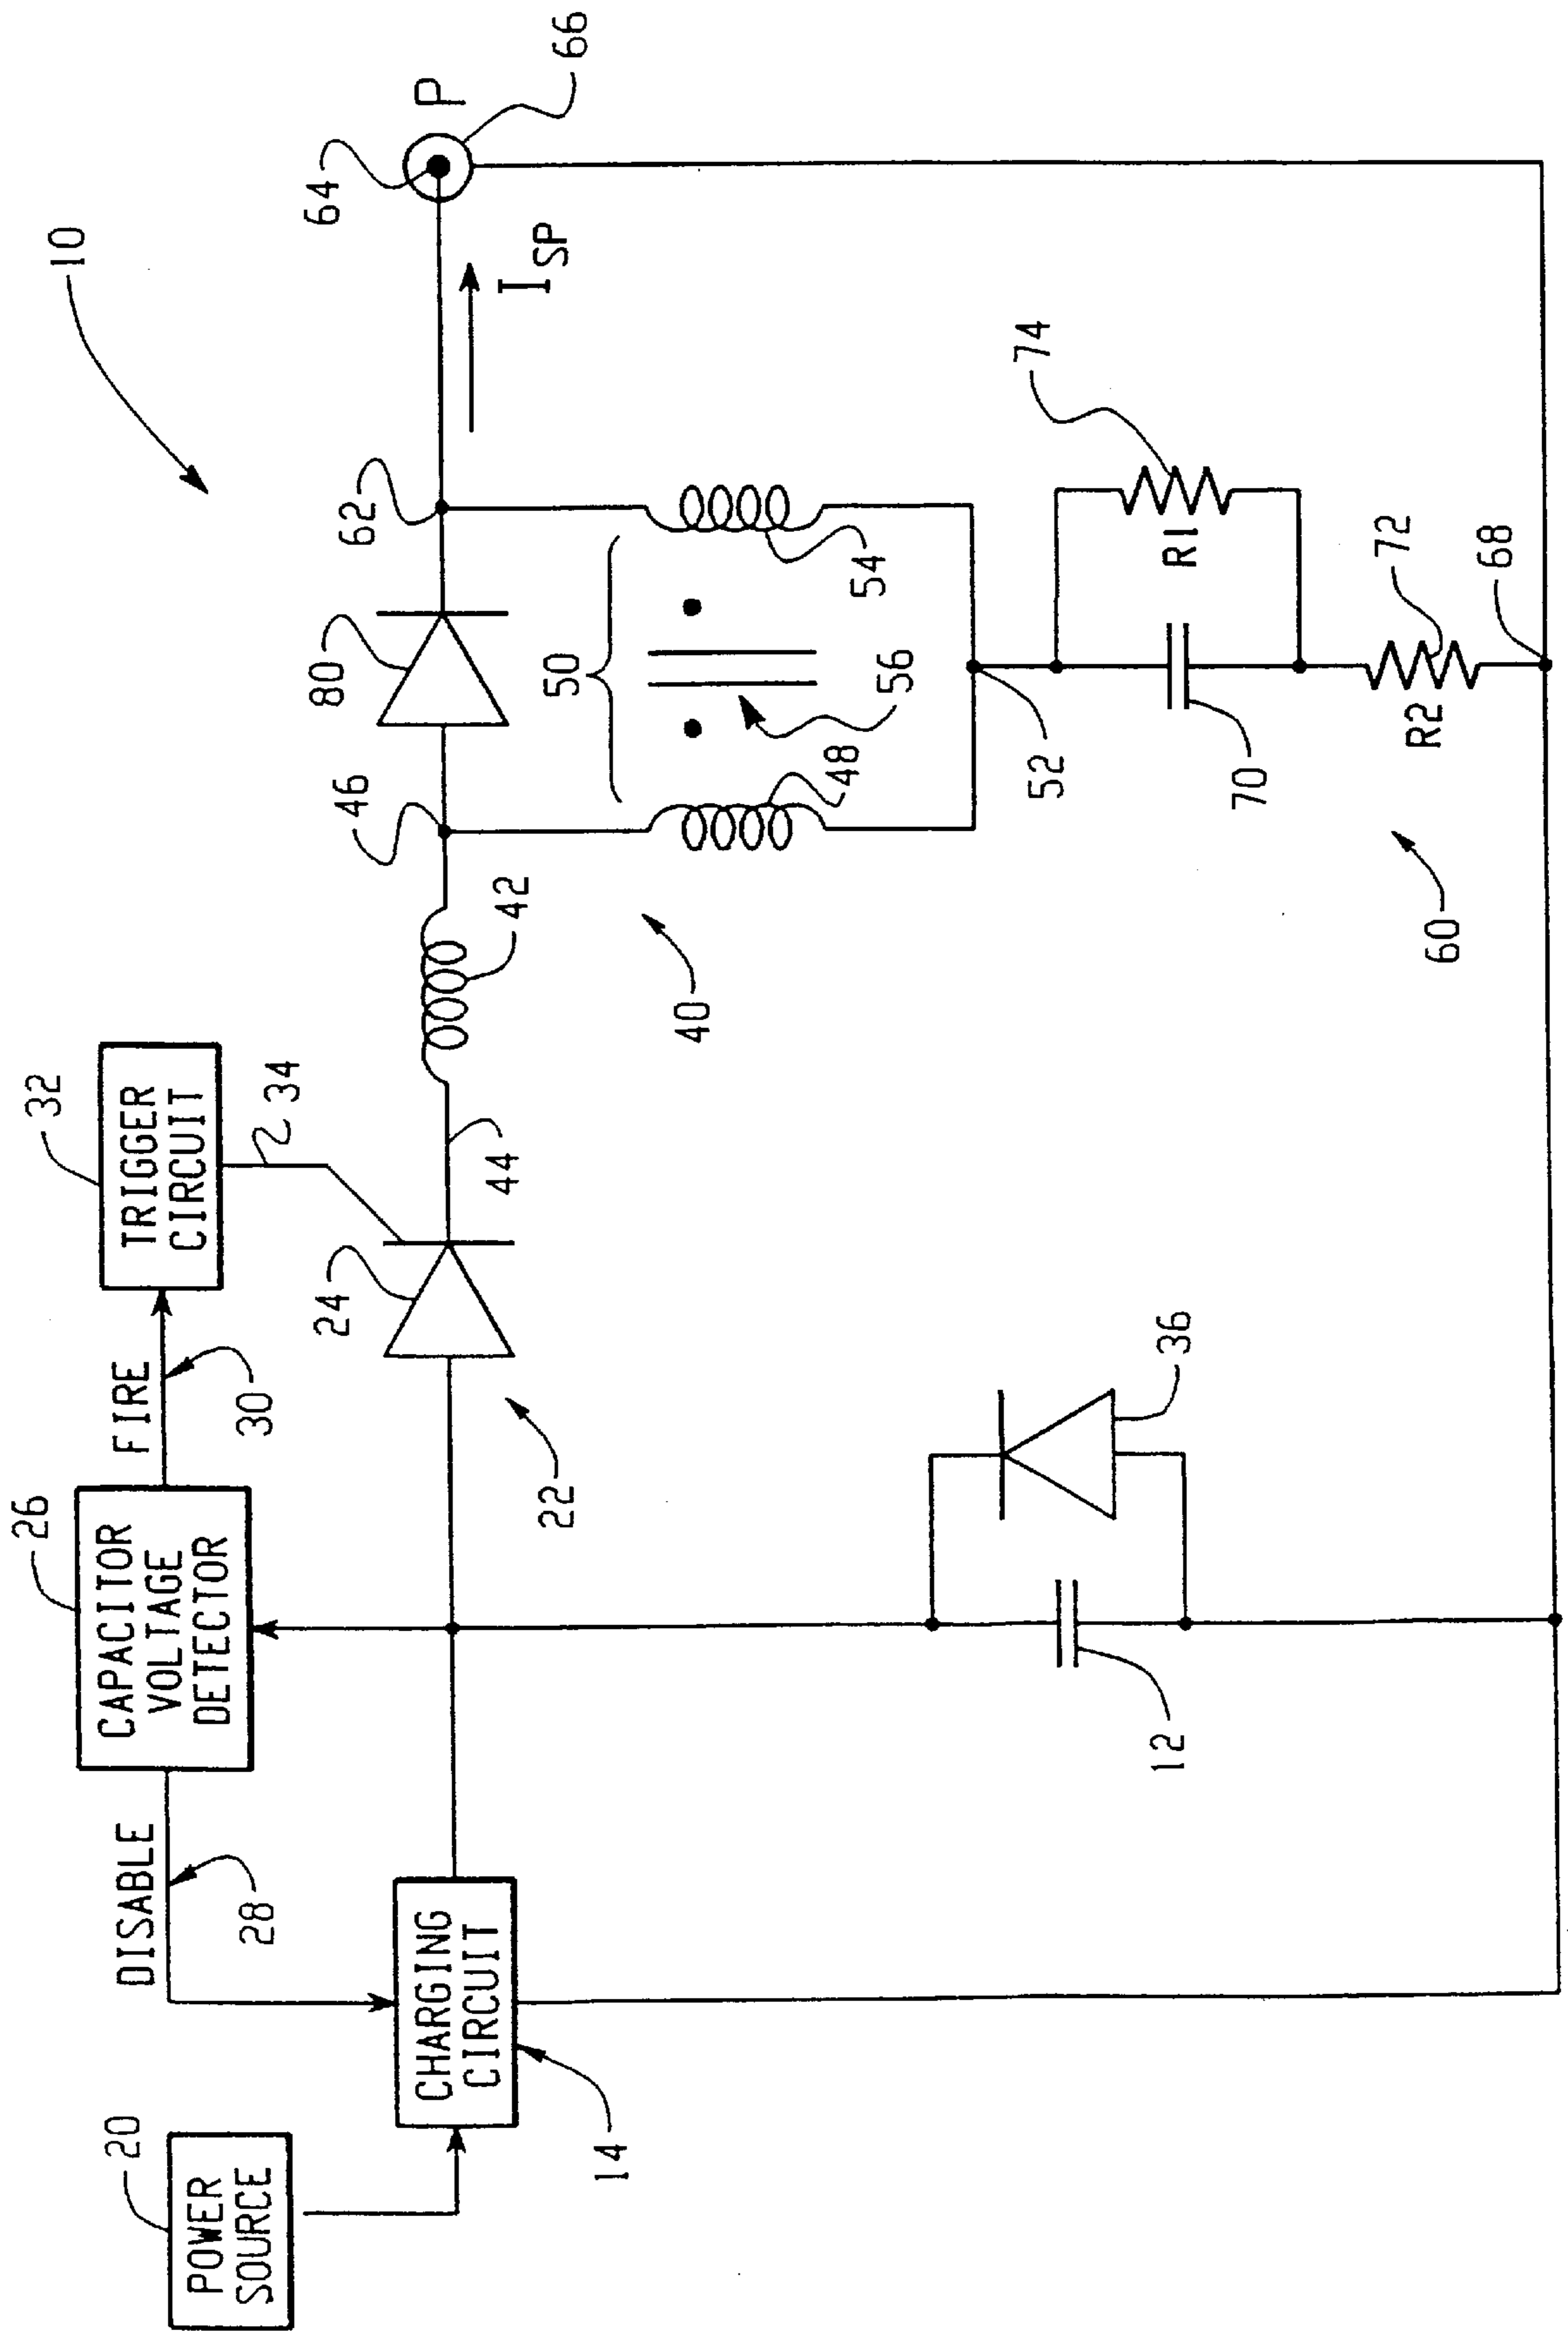 10
POWER
SOURCE
20
DISABLE
28
CAPACITOR
VOLTAGE
DETECTOR
26
FIRE
30
TRIGGER
CIRCUIT
32
34
CHARGING
CIRCUIT
14
22
24
44
42
46
80
62
64
P
66
I SP
40
50
48
56
54
52
12
36
70
R1
74
R2
72
60
68